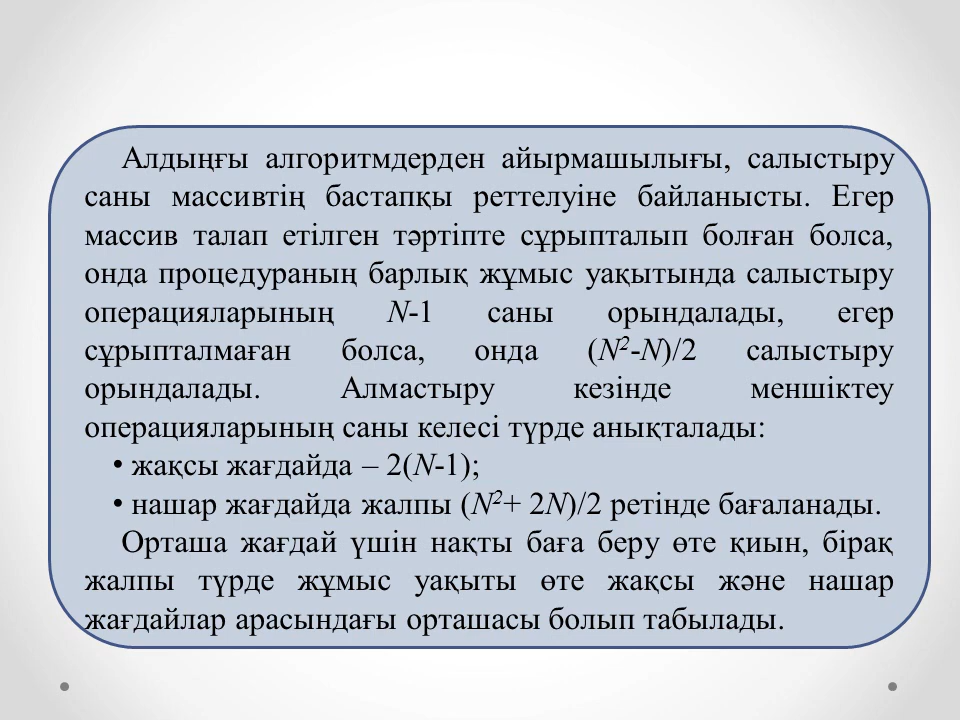 Алдыңғы алгоритмдерден айырмашылығы, салыстыру
саны массивтің бастапқы реттелуіне байланысты. Егер
массив талап етілген тәртіпте сұрыпталып болған болса,
онда процедураның барлық жұмыс уақытында салыстыру
операцияларының N-1 саны орындалады, егер
сұрыпталмаған болса, онда (N²-N)/2 салыстыру
орындалады. Алмастыру кезінде меншіктеу
операцияларының саны келесі түрде анықталады:
• жақсы жағдайда – 2(N-1);
• нашар жағдайда жалпы (N²+ 2N)/2 ретінде бағаланады.
Орташа жағдай үшін нақты баға беру өте қиын, бірақ
жалпы түрде жұмыс уақыты өте жақсы және нашар
жағдайлар арасындағы орташасы болып табылады.